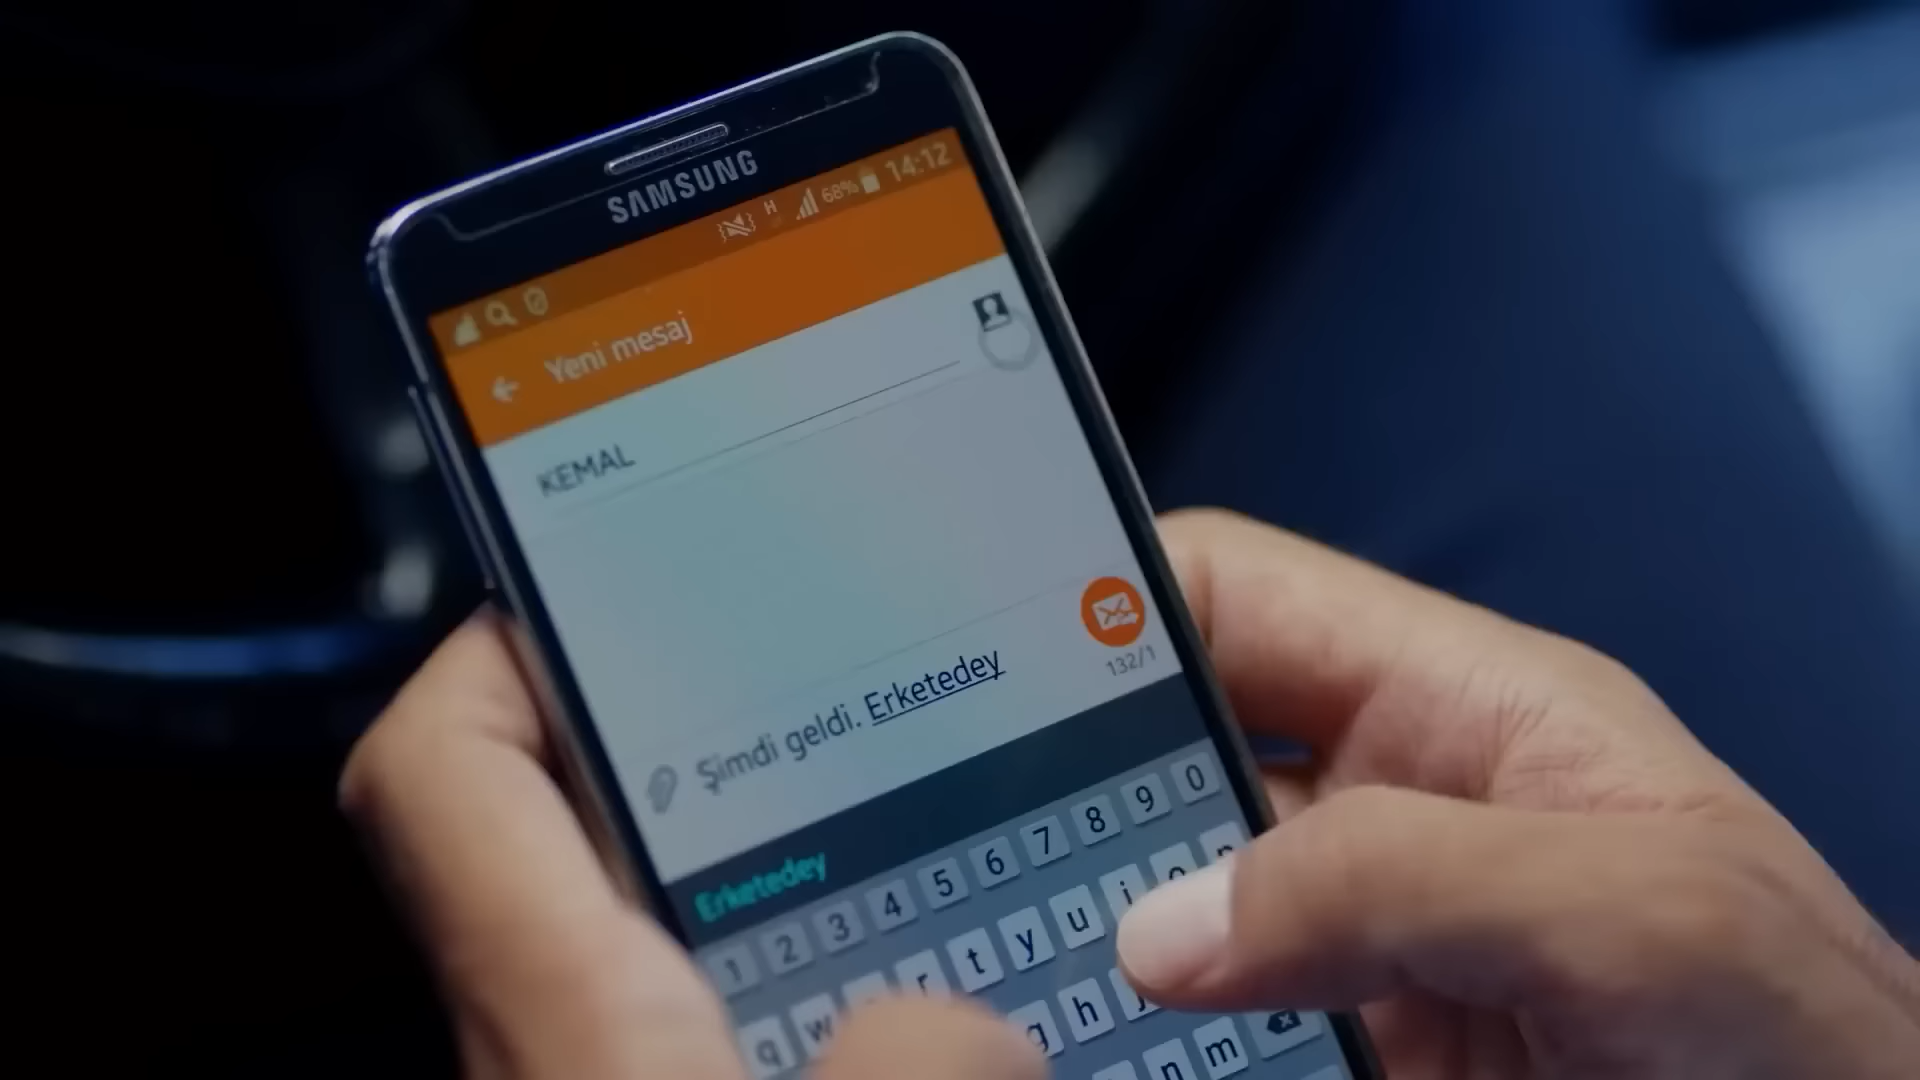 SAMSUNG
H 68% 14:12
Yeni mesaj
KEMAL
132/1
Şimdi geldi. Erketedey
Erketedey
1 2 3 4 5 6 7 8 9 0
q w r t y u i o p
g h j
n m